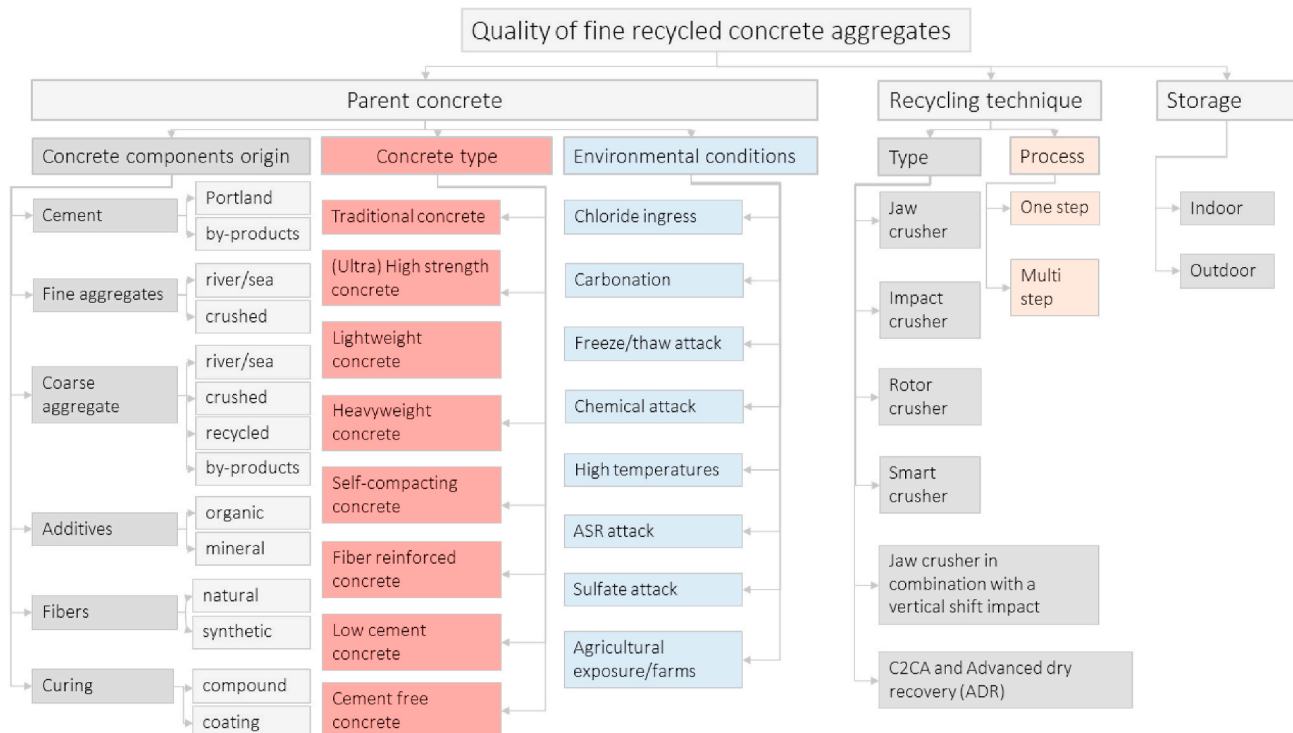 Quality of fine recycled concrete aggregates
Parent concrete
Recycling technique
Storage
Concrete components origin
Concrete type
Environmental conditions
Type
Process
Cement
Portland
by-products
Fine aggregates
river/sea
crushed
Coarse
aggregate
river/sea
crushed
recycled
by-products
Additives
organic
mineral
Fibers
natural
synthetic
Curing
compound
coating
Traditional concrete
(Ultra) High strength
concrete
Lightweight
concrete
Heavyweight
concrete
Self-compacting
concrete
Fiber reinforced
concrete
Low cement
concrete
Cement free
concrete
Chloride ingress
Carbonation
Freeze/thaw attack
Chemical attack
High temperatures
ASR attack
Sulfate attack
Agricultural
exposure/farms
Jaw
crusher
Impact
crusher
Rotor
crusher
Smart
crusher
Jaw crusher in
combination with a
vertical shift impact
C2CA and Advanced dry
recovery (ADR)
One step
Multi
step
Indoor
Outdoor